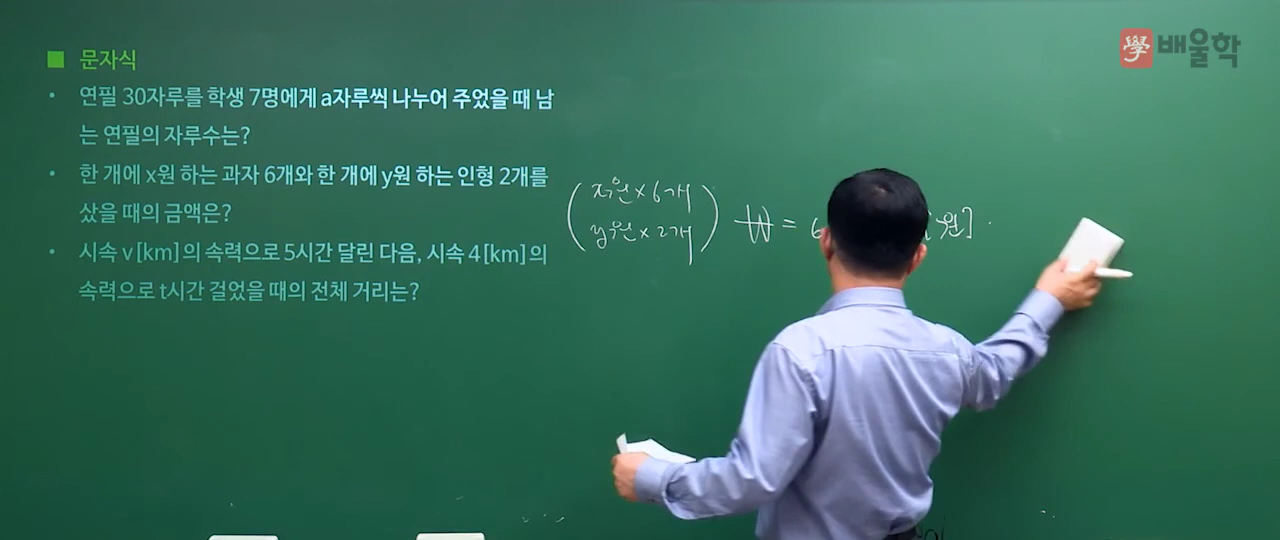 學 배울학
■ 문자식
• 연필 30자루를 학생 7명에게 a자루씩 나누어 주었을 때 남
는 연필의 자루수는?
• 한 개에 x원 하는 과자 6개와 한 개에 y원 하는 인형 2개를
샀을 때의 금액은?
• 시속 v[km]의 속력으로 5시간 달린 다음, 시속 4[km]의
속력으로 t시간 걸었을 때의 전체 거리는?
x원 × 6개
y원 × 2개
₩ = 6 원]